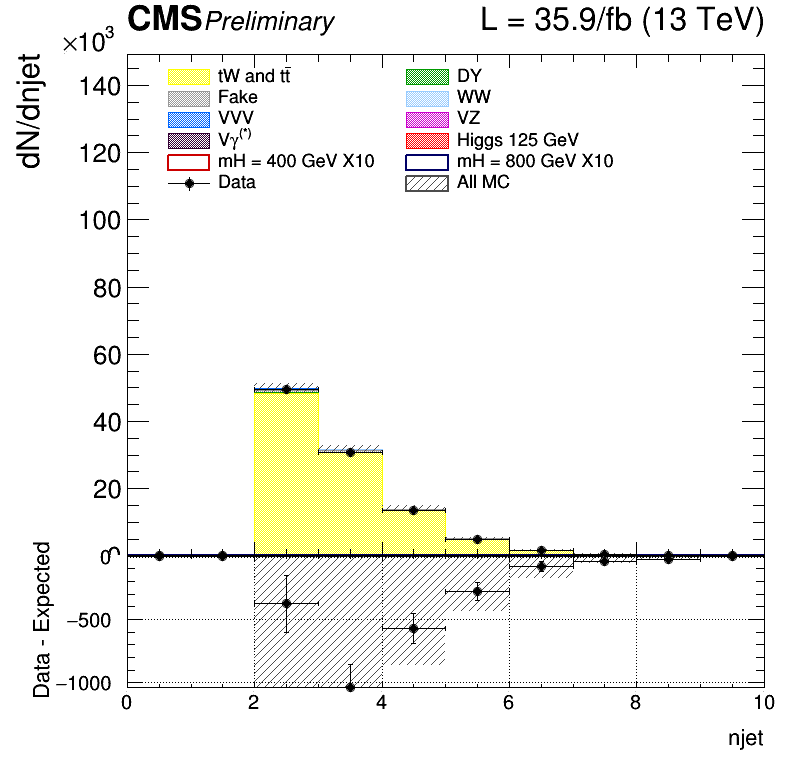 CMS Preliminary L = 35.9/fb (13 TeV)
×10³
dN/dnjet
140
120
100
80
60
40
20
0
tW and tt̄
DY
Fake
WW
VVV
VZ
Vγ⁽*⁾
Higgs 125 GeV
mH = 400 GeV X10
mH = 800 GeV X10
Data
All MC
Data - Expected
0
−500
−1000
0 2 4 6 8 10
njet